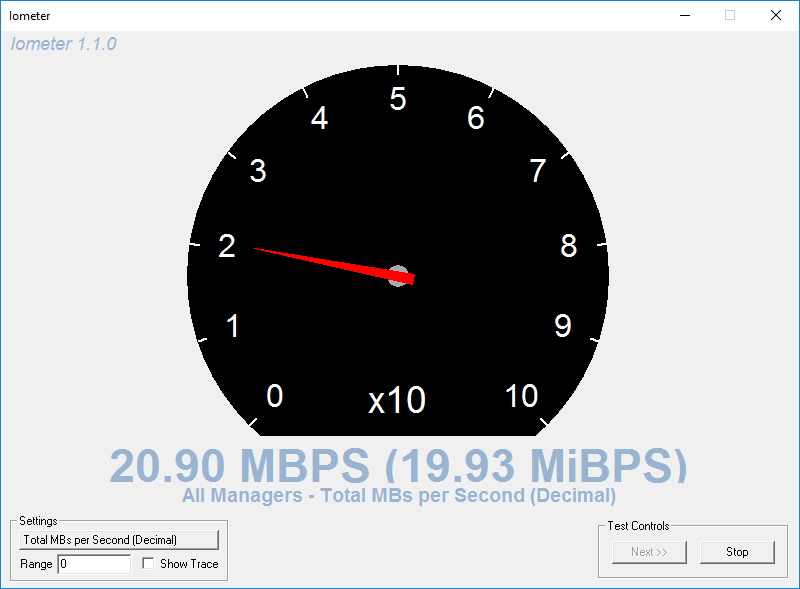 Iometer
Iometer 1.1.0
5
4
6
3
7
2
8
1
9
0
x10
10
20.90 MBPS (19.93 MiBPS)
All Managers - Total MBs per Second (Decimal)
Settings
Total MBs per Second (Decimal)
Range 0 Show Trace
Test Controls
Next >> Stop